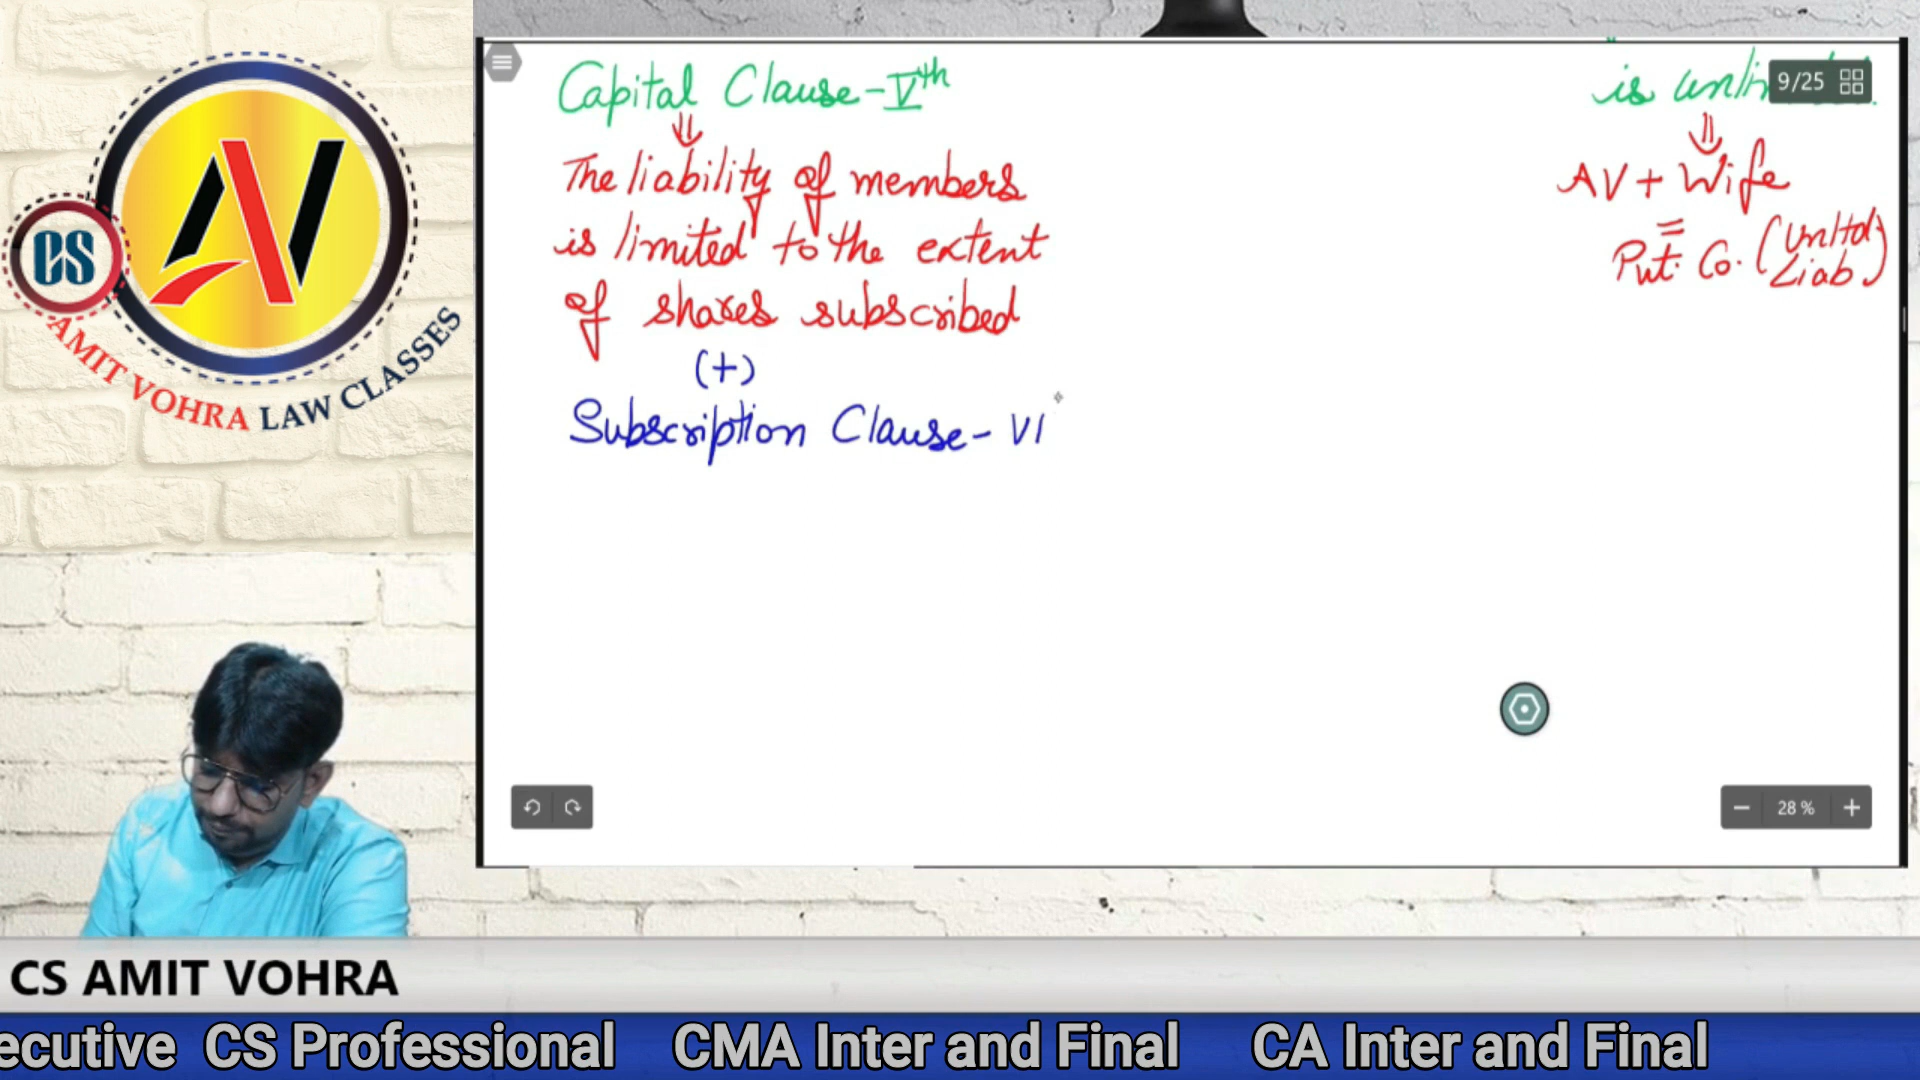 CS
AV
AMIT VOHRA LAW CLASSES
Capital Clause-Vth
The liability of members
is limited to the extent
of shares subscribed
(+)
Subscription Clause- VI
is
9/25
AV + Wife
=
Pvt. Co. (Unltd.
Liab)
28 %
CS AMIT VOHRA
ecutive CS Professional CMA Inter and Final CA Inter and Final